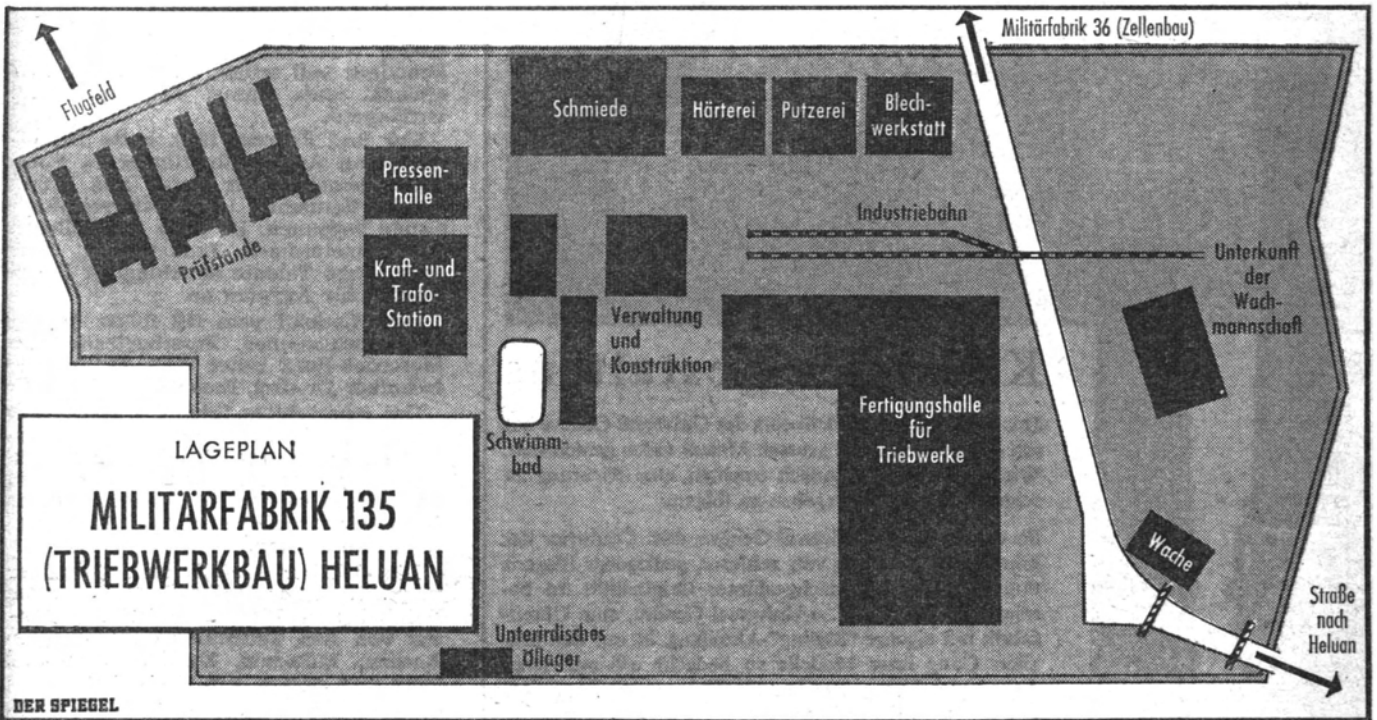 Militärfabrik 36 (Zellenbau)
Flugfeld
Schmiede
Härterei
Putzerei
Blech-
werkstatt
Pressen-
halle
Industriebahn
Prüfstände
Kraft- und
Trafo-
Station
Unterkunft
der
Wach-
mannschaft
Verwaltung
und
Konstruktion
Schwimm-
bad
Fertigungshalle
für
Triebwerke
LAGEPLAN
MILITÄRFABRIK 135
(TRIEBWERKBAU) HELUAN
Wache
Straße
nach
Heluan
Unterirdisches
Öllager
DER SPIEGEL